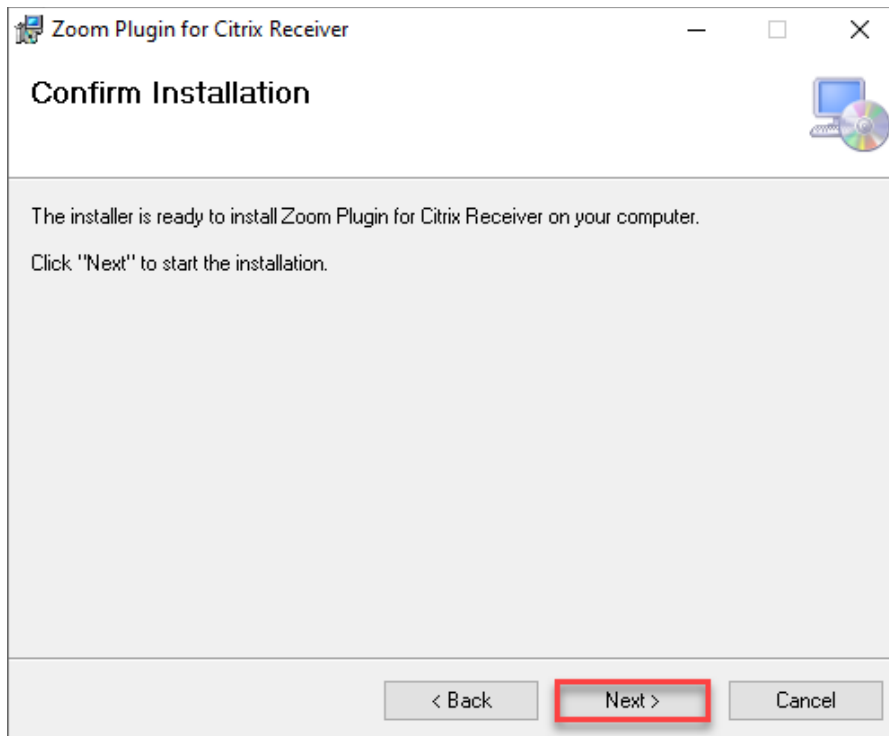 Zoom Plugin for Citrix Receiver
Confirm Installation
The installer is ready to install Zoom Plugin for Citrix Receiver on your computer.
Click "Next" to start the installation.
< Back
Next >
Cancel